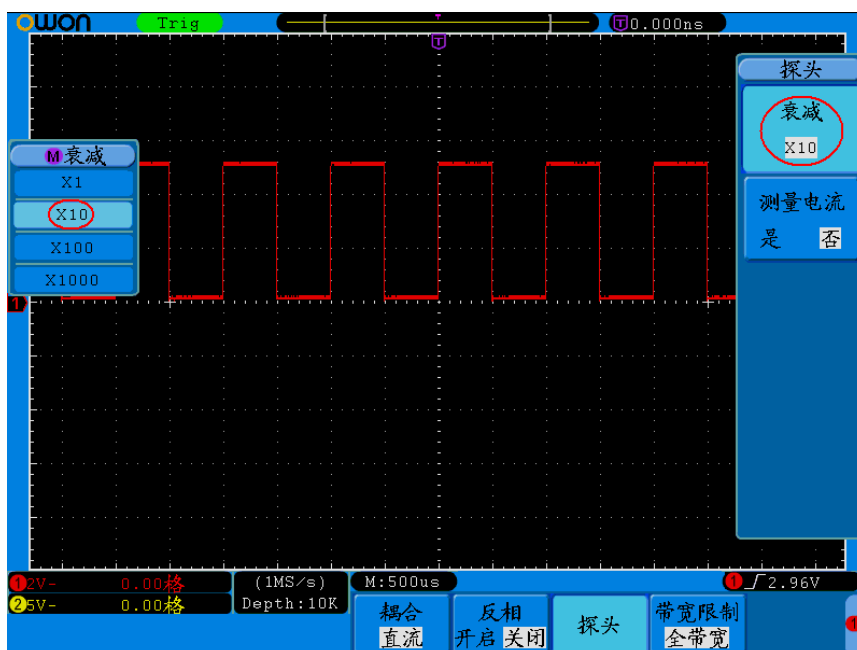 owon Trig T T 0.000ns
T
探头
衰减
X10
测量电流
是 否
M 衰减
X1
X10
X100
X1000
1
1 2V- 0.00格 (1MS/s) M:500us 1 2.96V
2 5V- 0.00格 Depth:10K
耦合 反相 探头 带宽限制
直流 开启 关闭 全带宽
1